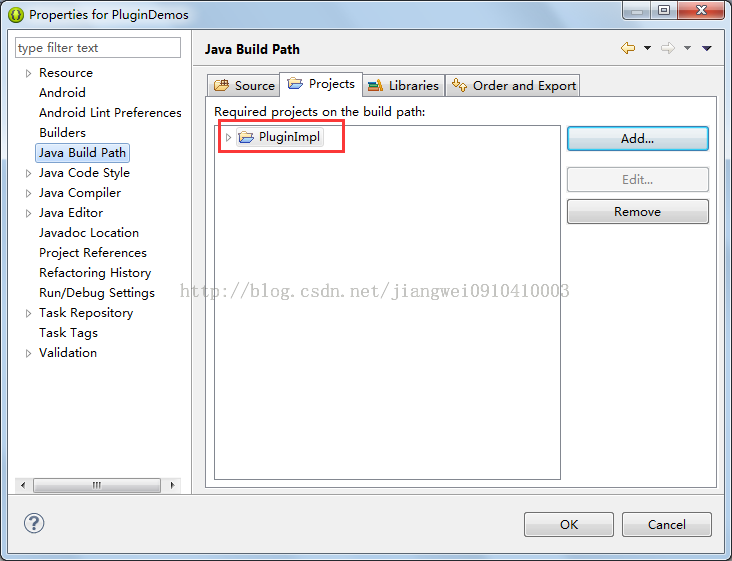 Properties for PluginDemos
type filter text
Java Build Path
Resource
Android
Android Lint Preferences
Builders
Java Build Path
Java Code Style
Java Compiler
Java Editor
Javadoc Location
Project References
Refactoring History
Run/Debug Settings
Task Repository
Task Tags
Validation
Source Projects Libraries Order and Export
Required projects on the build path:
PluginImpl
Add...
Edit...
Remove
http://blog.csdn.net/jiangwei0910410003
OK Cancel